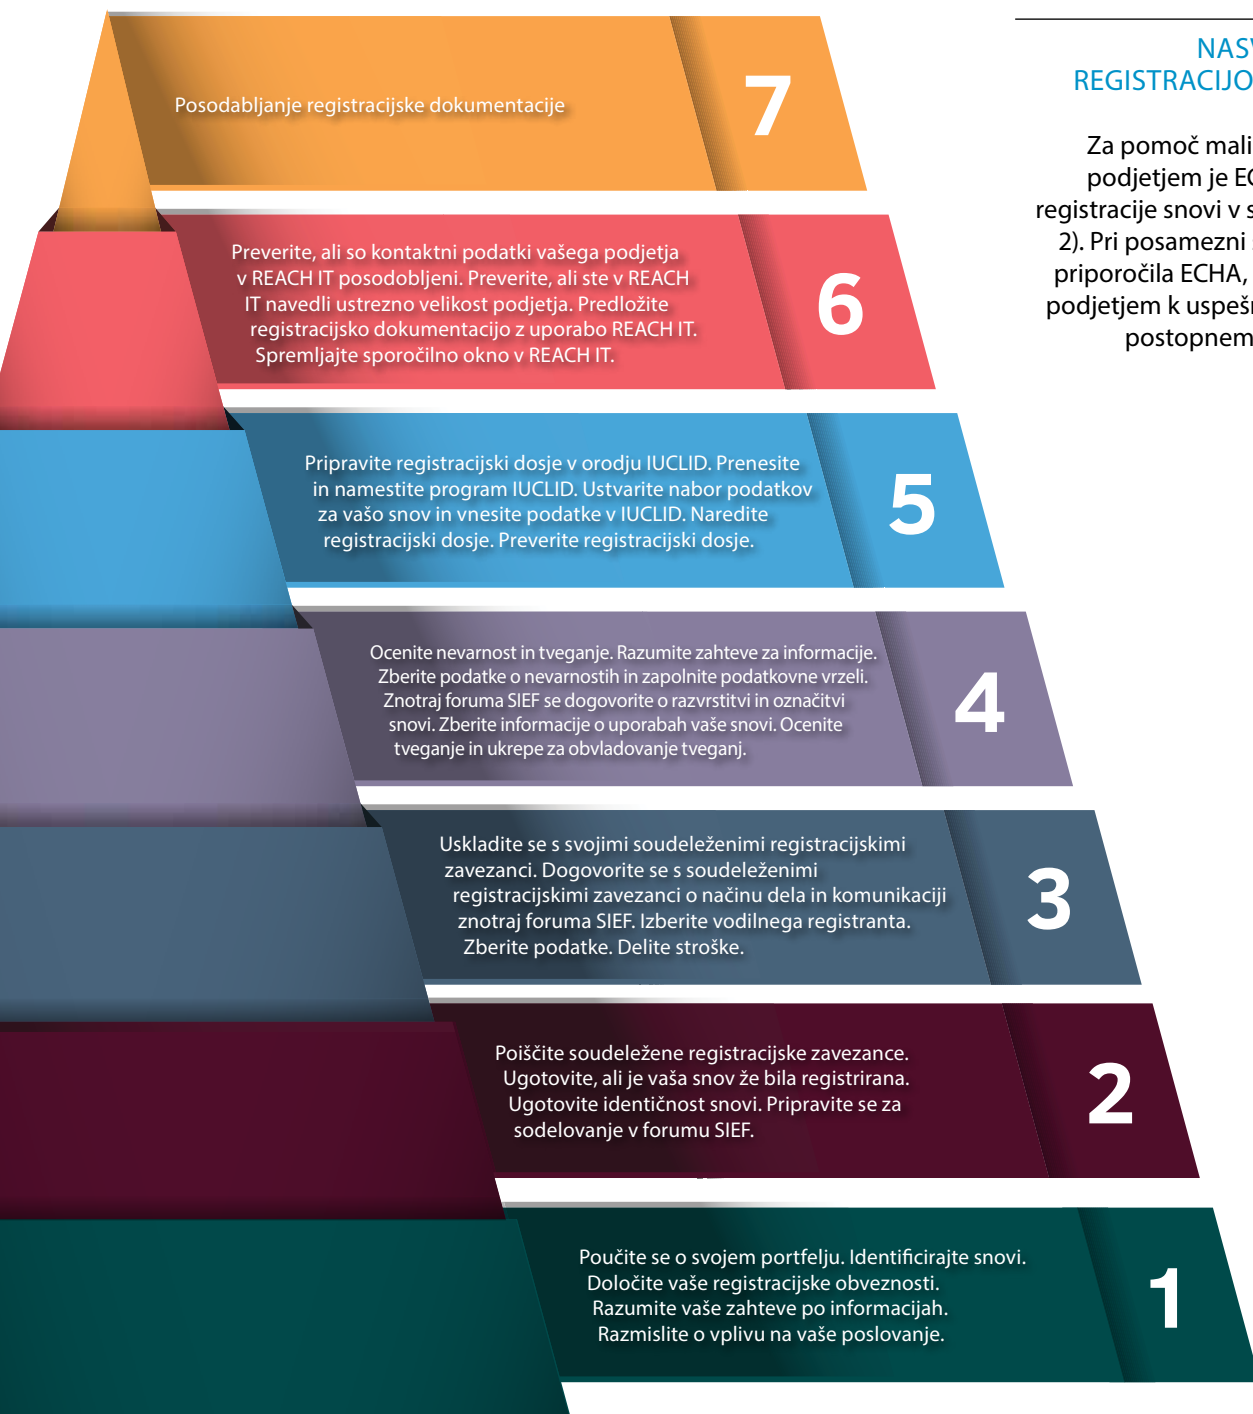 Posodabljanje registracijske dokumentacije
7
Preverite, ali so kontaktni podatki vašega podjetja
v REACH IT posodobljeni. Preverite, ali ste v REACH
IT navedli ustrezno velikost podjetja. Predložite
registracijsko dokumentacijo z uporabo REACH IT.
Spremljajte sporočilno okno v REACH IT.
6
Pripravite registracijski dosje v orodju IUCLID. Prenesite
in namestite program IUCLID. Ustvarite nabor podatkov
za vašo snov in vnesite podatke v IUCLID. Naredite
registracijski dosje. Preverite registracijski dosje.
5
Ocenite nevarnost in tveganje. Razumite zahteve za informacije.
Zberite podatke o nevarnostih in zapolnite podatkovne vrzeli.
Znotraj foruma SIEF se dogovorite o razvrstitvi in označitvi
snovi. Zberite informacije o uporabah vaše snovi. Ocenite
tveganje in ukrepe za obvladovanje tveganj.
4
Uskladite se s svojimi soudeleženimi registracijskimi
zavezanci. Dogovorite se s soudeleženimi
registracijskimi zavezanci o načinu dela in komunikaciji
znotraj foruma SIEF. Izberite vodilnega registranta.
Zberite podatke. Delite stroške.
3
Poiščite soudeležene registracijske zavezance.
Ugotovite, ali je vaša snov že bila registrirana.
Ugotovite identičnost snovi. Pripravite se za
sodelovanje v forumu SIEF.
2
Poučite se o svojem portfelju. Identificirajte snovi.
Določite vaše registracijske obveznosti.
Razumite vaše zahteve po informacijah.
Razmislite o vplivu na vaše poslovanje.
1
REGISTRACIJO
Za pomoč
podjetjem je
registracije snovi v
2). Pri posamezni
priporočila ECHA,
podjetjem k
postopnem